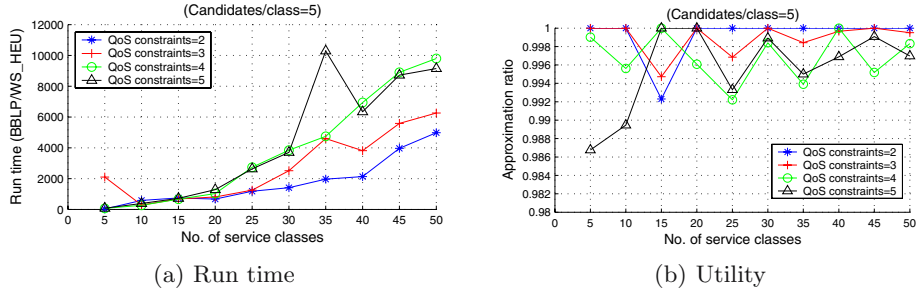 (Candidates/class=5)
12000
10000
8000
6000
4000
2000
0
Run time (BBLP/WS_HEU)
QoS constraints=2
QoS constraints=3
QoS constraints=4
QoS constraints=5
0 5 10 15 20 25 30 35 40 45 50
No. of service classes
(a) Run time
(Candidates/class=5)
1
0.998
0.996
0.994
0.992
0.99
0.988
0.986
0.984
0.982
0.98
Approximation ratio
QoS constraints=2
QoS constraints=3
QoS constraints=4
QoS constraints=5
0 5 10 15 20 25 30 35 40 45 50
No. of service classes
(b) Utility